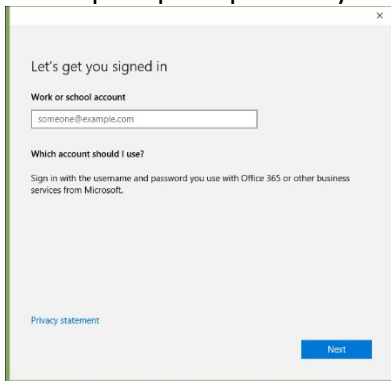 Let's get you signed in
Work or school account
someone@example.com
Which account should I use?
Sign in with the username and password you use with Office 365 or other business
services from Microsoft.
Privacy statement
Next